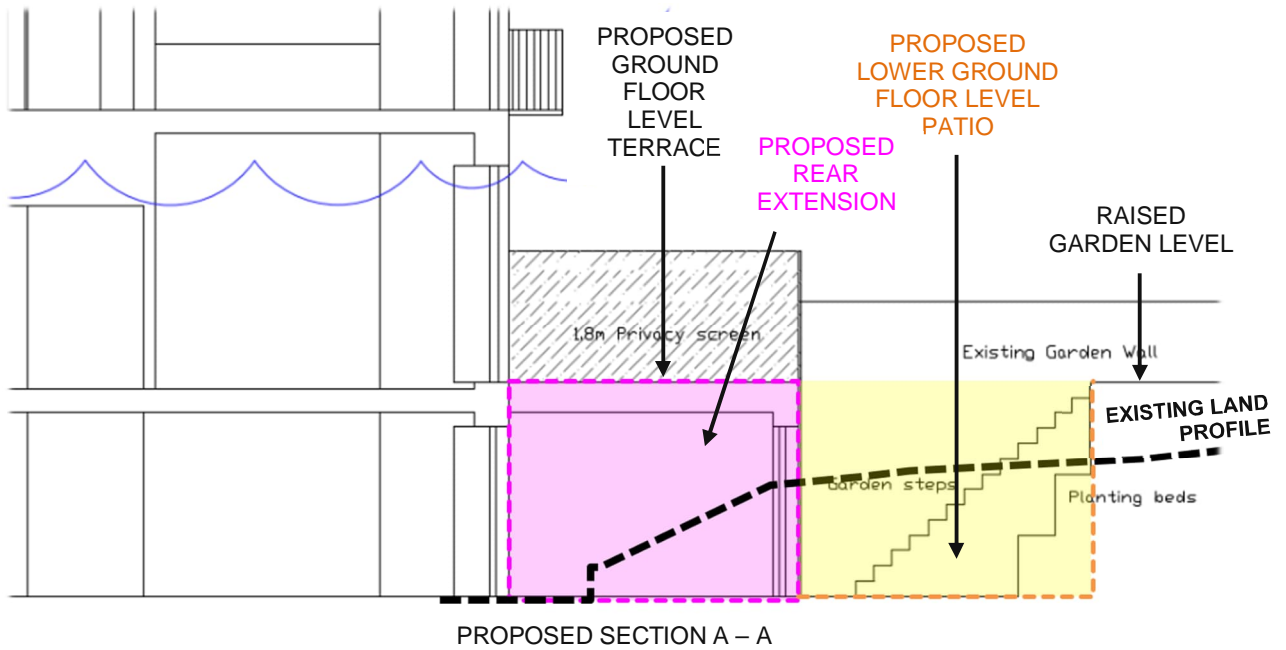 PROPOSED
GROUND
FLOOR
LEVEL
TERRACE
PROPOSED
LOWER GROUND
FLOOR LEVEL
PATIO
PROPOSED
REAR
EXTENSION
RAISED
GARDEN LEVEL
1.8m Privacy screen
Existing Garden Wall
EXISTING LAND
PROFILE
Garden steps
Planting beds
PROPOSED SECTION A – A